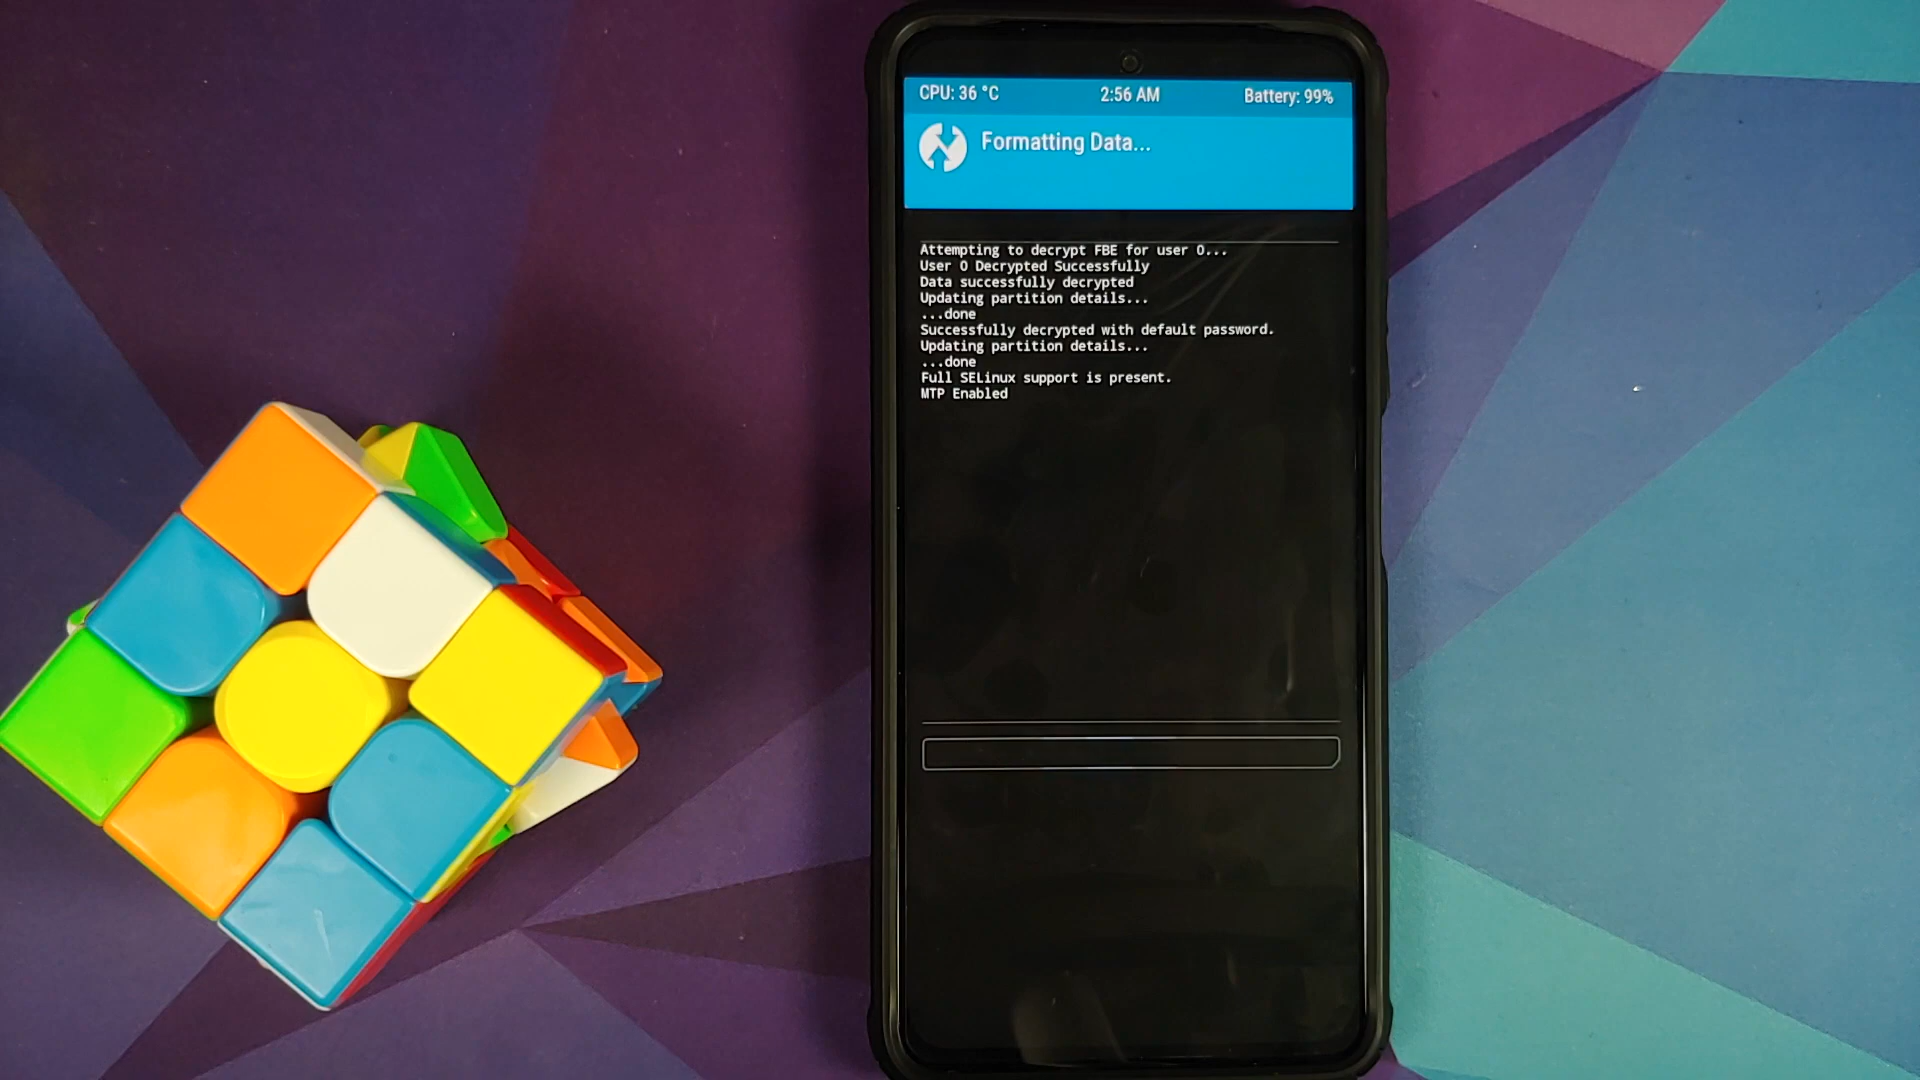 CPU: 36 °C 2:56 AM Battery: 99%
Formatting Data...
Attempting to decrypt FBE for user 0...
User 0 Decrypted Successfully
Data successfully decrypted
Updating partition details...
...done
Successfully decrypted with default password.
Updating partition details...
...done
Full SELinux support is present.
MTP Enabled